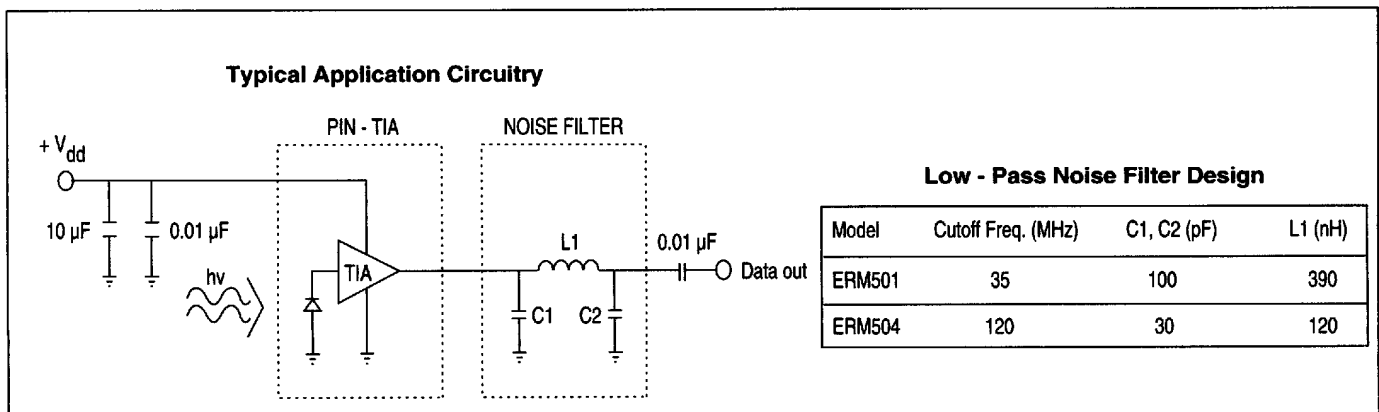 Typical Application Circuitry
PIN - TIA
NOISE FILTER
+ Vdd
10 µF
0.01 µF
hv
TIA
L1
C1
C2
0.01 µF
Data out
Low - Pass Noise Filter Design
Model Cutoff Freq. (MHz) C1, C2 (pF) L1 (nH)
ERM501 35 100 390
ERM504 120 30 120